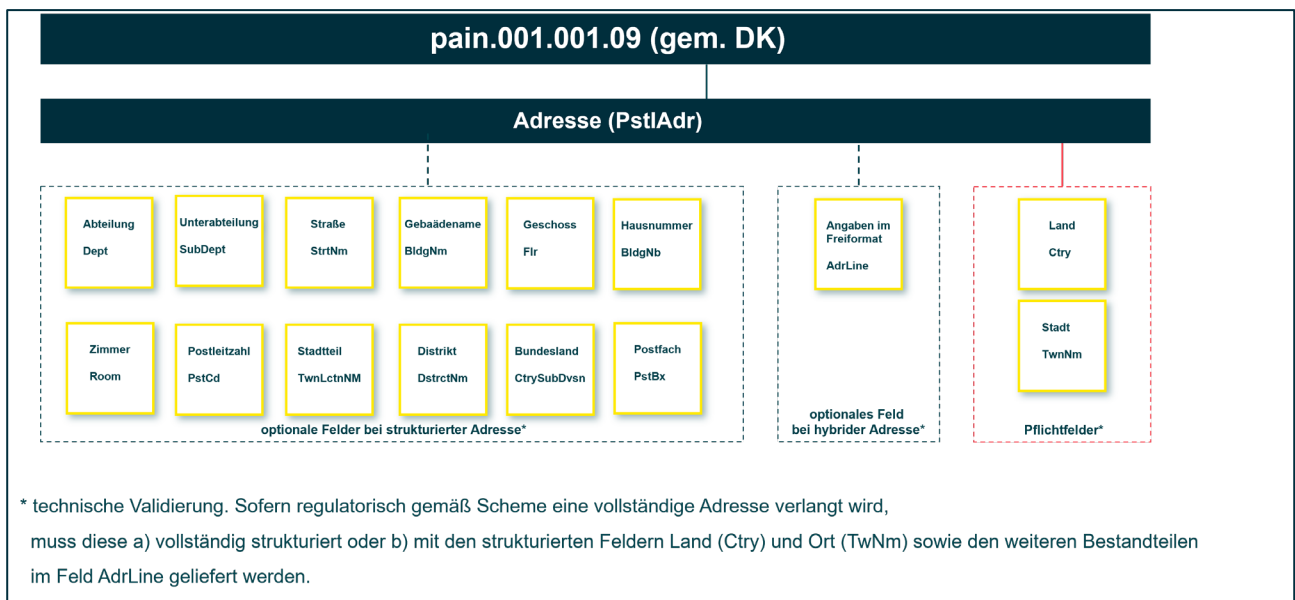 pain.001.001.09 (gem. DK)
Adresse (PstlAdr)
Abteilung
Dept
Unterabteilung
SubDept
Straße
StrtNm
Gebaädename
BldgNm
Geschoss
Flr
Hausnummer
BldgNb
Zimmer
Room
Postleitzahl
PstCd
Stadtteil
TwnLctnNM
Distrikt
DstrctNm
Bundesland
CtrySubDvsn
Postfach
PstBx
optionale Felder bei strukturierter Adresse*
Angaben im
Freiformat
AdrLine
optionales Feld
bei hybrider Adresse*
Land
Ctry
Stadt
TwnNm
Pflichtfelder*
* technische Validierung. Sofern regulatorisch gemäß Scheme eine vollständige Adresse verlangt wird,
muss diese a) vollständig strukturiert oder b) mit den strukturierten Feldern Land (Ctry) und Ort (TwNm) sowie den weiteren Bestandteilen
im Feld AdrLine geliefert werden.